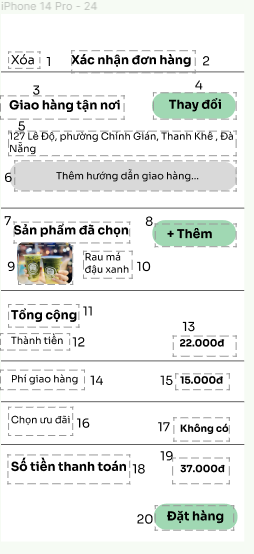 iPhone 14 Pro - 24
Xóa 1 Xác nhận đơn hàng 2
3 4
Giao hàng tận nơi Thay đổi
5
127 Lê Độ, phường Chính Gián, Thanh Khê , Đà
Nẵng
6 Thêm hướng dẫn giao hàng...
7 8
Sản phẩm đã chọn + Thêm
9 Rau má
đậu xanh 10
Tổng cộng 11
13
Thành tiền 12 22.000đ
Phí giao hàng 14 15 15.000đ
Chọn ưu đãi 16 17 Không có
19
Số tiền thanh toán 18 37.000đ
20 Đặt hàng